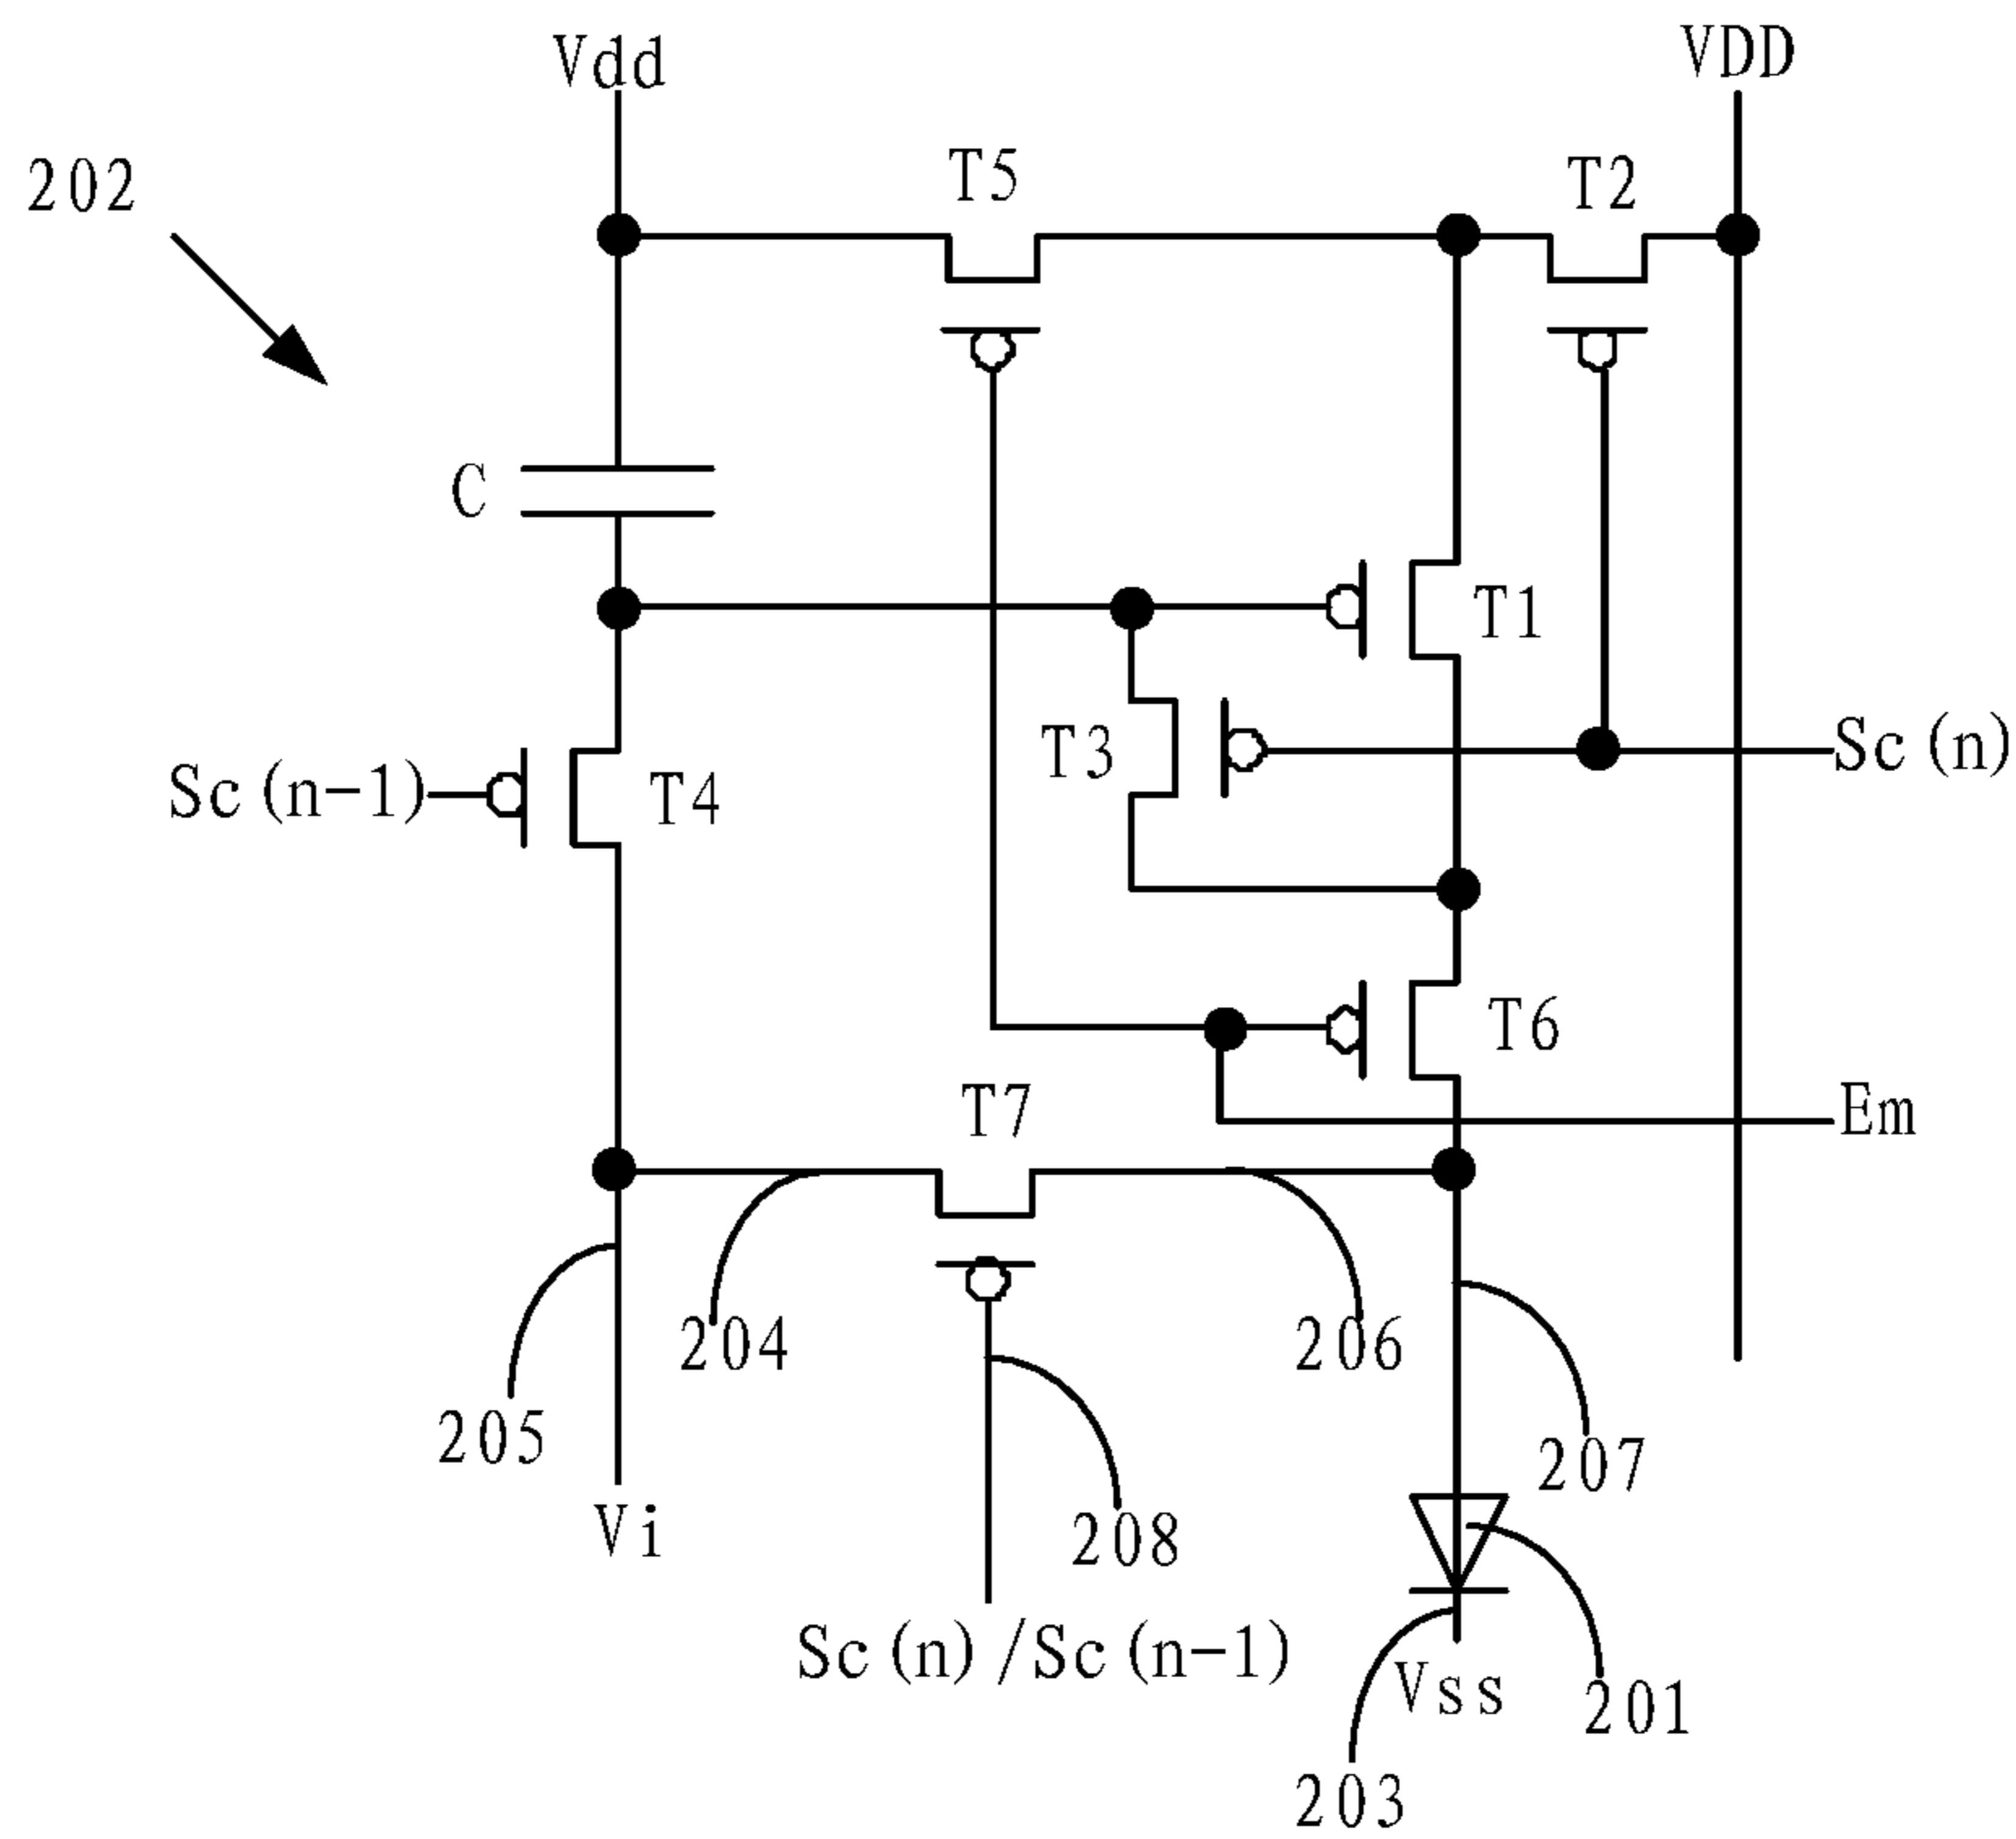 Vdd
VDD
202
T5
T2
C
T1
T3
Sc(n)
Sc(n-1)
T4
T6
T7
Em
204
206
205
207
Vi
208
Sc(n)/Sc(n-1)
Vss
201
203